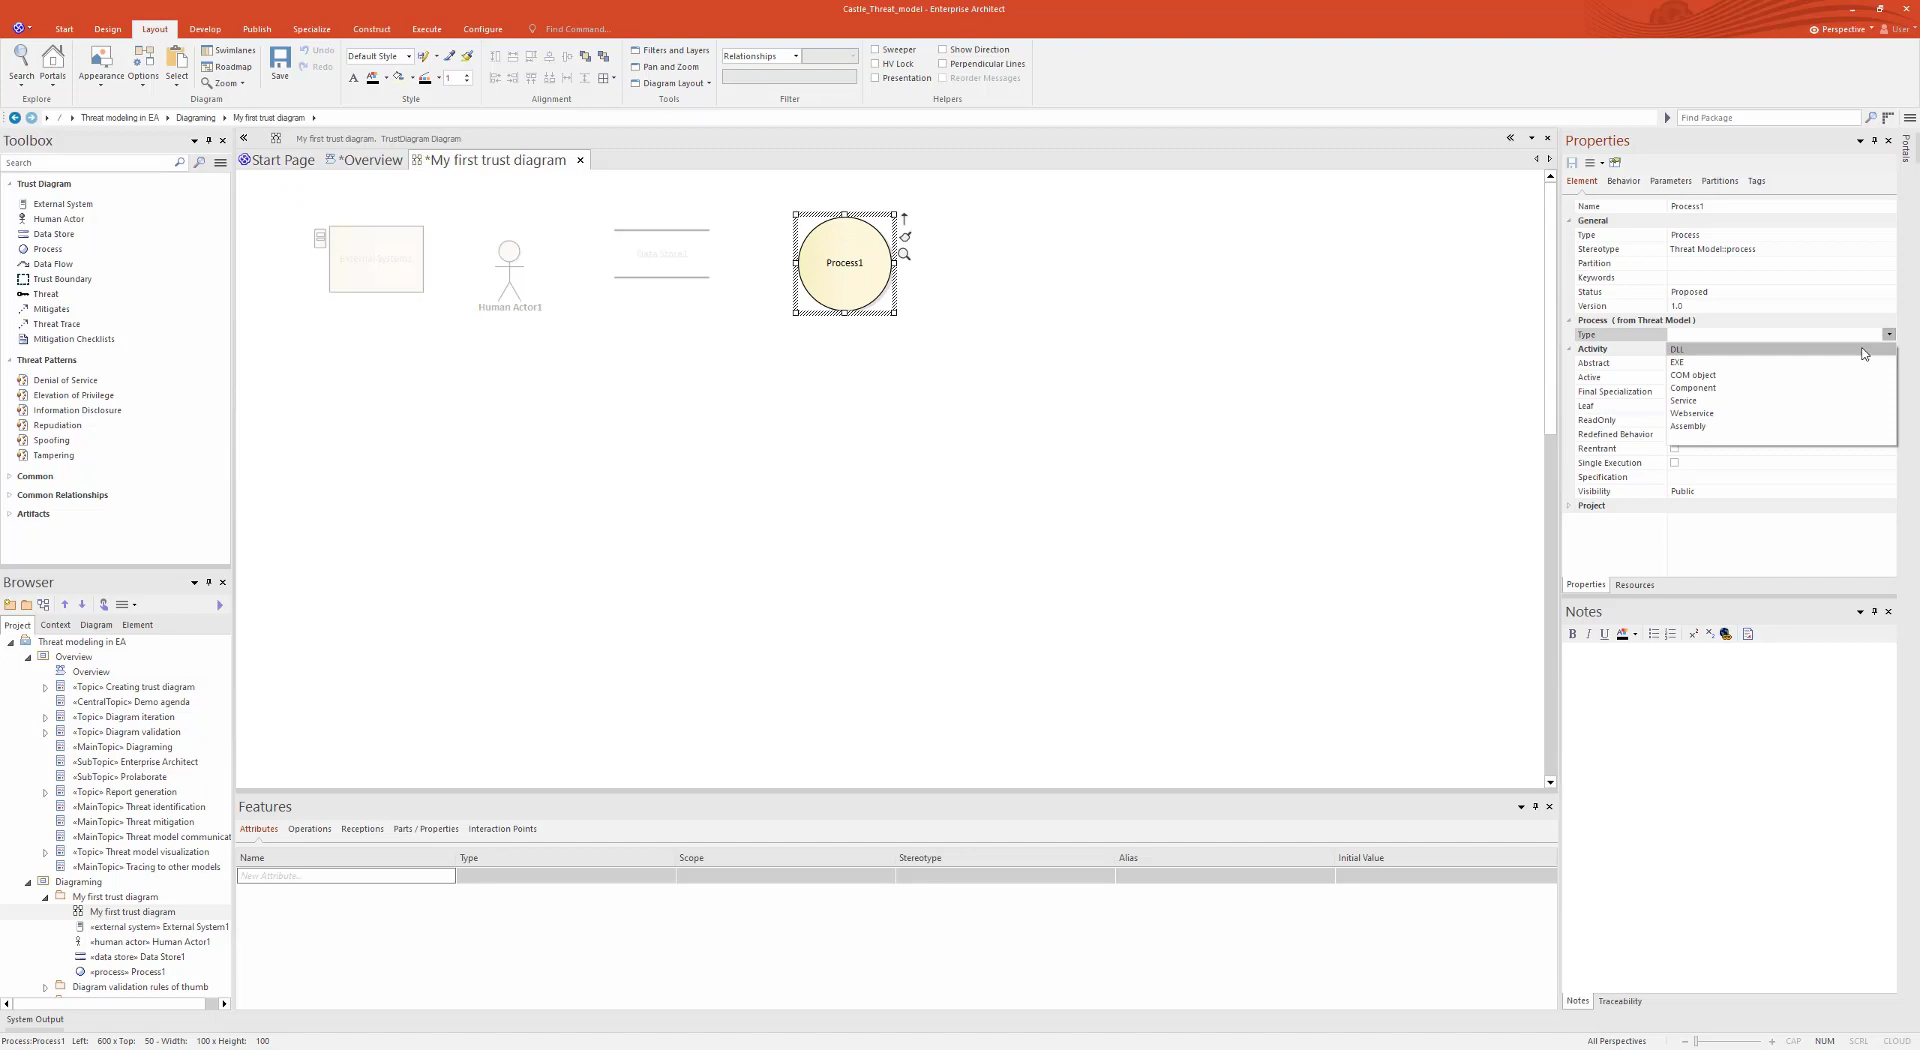 Castle_Threat_model - Enterprise Architect
Start Design Layout Develop Publish Specialize Construct Execute Configure Find Command... Perspective User
Search Portals Appearance Options Select Swimlanes Roadmap Zoom Save Undo Redo
Default Style 1
Filters and Layers Pan and Zoom Diagram Layout
Relationships
Sweeper HV Lock Presentation Show Direction Perpendicular Lines Reorder Messages
Explore Diagram Style Alignment Tools Filter Helpers
/ Threat modeling in EA Diagraming My first trust diagram Find Package
Toolbox
Search
Trust Diagram
External System
Human Actor
Data Store
Process
Data Flow
Trust Boundary
Threat
Mitigates
Threat Trace
Mitigation Checklists
Threat Patterns
Denial of Service
Elevation of Privilege
Information Disclosure
Repudiation
Spoofing
Tampering
Common
Common Relationships
Artifacts
Browser
Project Context Diagram Element
Threat modeling in EA
Overview
Overview
«Topic» Creating trust diagram
«CentralTopic» Demo agenda
«Topic» Diagram iteration
«Topic» Diagram validation
«MainTopic» Diagraming
«SubTopic» Enterprise Architect
«SubTopic» Prolaborate
«Topic» Report generation
«MainTopic» Threat identification
«MainTopic» Threat mitigation
«MainTopic» Threat model communicat
«Topic» Threat model visualization
«MainTopic» Tracing to other models
Diagraming
My first trust diagram
My first trust diagram
«external system» External System1
«human actor» Human Actor1
«data store» Data Store1
«process» Process1
Diagram validation rules of thumb
System Output
My first trust diagram. TrustDiagram Diagram
Start Page *Overview *My first trust diagram
External System1
Human Actor1
Data Store1
Process1
Features
Attributes Operations Receptions Parts / Properties Interaction Points
Name Type Scope Stereotype Alias Initial Value
New Attribute...
Properties
Portals
Element Behavior Parameters Partitions Tags
Name Process1
General
Type Process
Stereotype Threat Model::process
Partition
Keywords
Status Proposed
Version 1.0
Process ( from Threat Model )
Type
Activity DLL
Abstract EXE
Active COM object
Final Specialization Component
Leaf Service
ReadOnly Webservice
Redefined Behavior Assembly
Reentrant
Single Execution
Specification
Visibility Public
Project
Properties Resources
Notes
B I U A
Notes Traceability
Process:Process1 Left: 600 x Top: 50 - Width: 100 x Height: 100
All Perspectives CAP NUM SCRL CLOUD